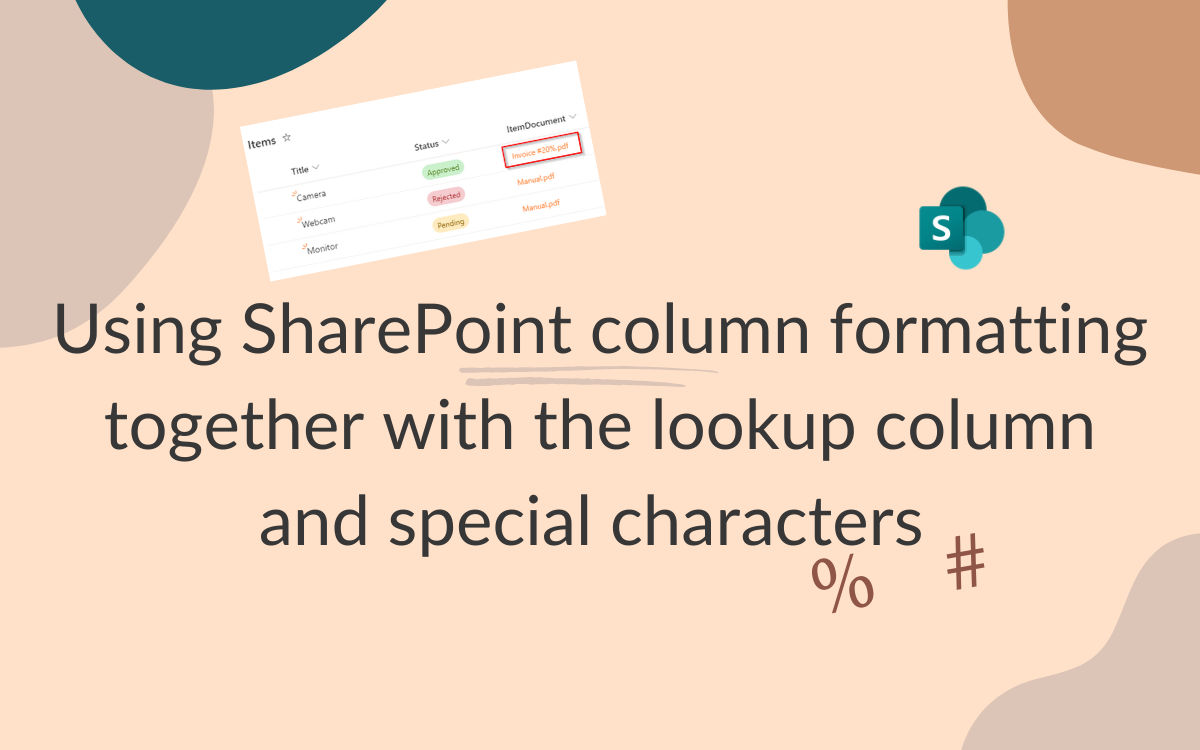 Items
Title Status ItemDocument
Camera Approved Invoice #20%.pdf
Webcam Rejected Manual.pdf
Monitor Pending Manual.pdf
S
Using SharePoint column formatting
together with the lookup column
and special characters
% #